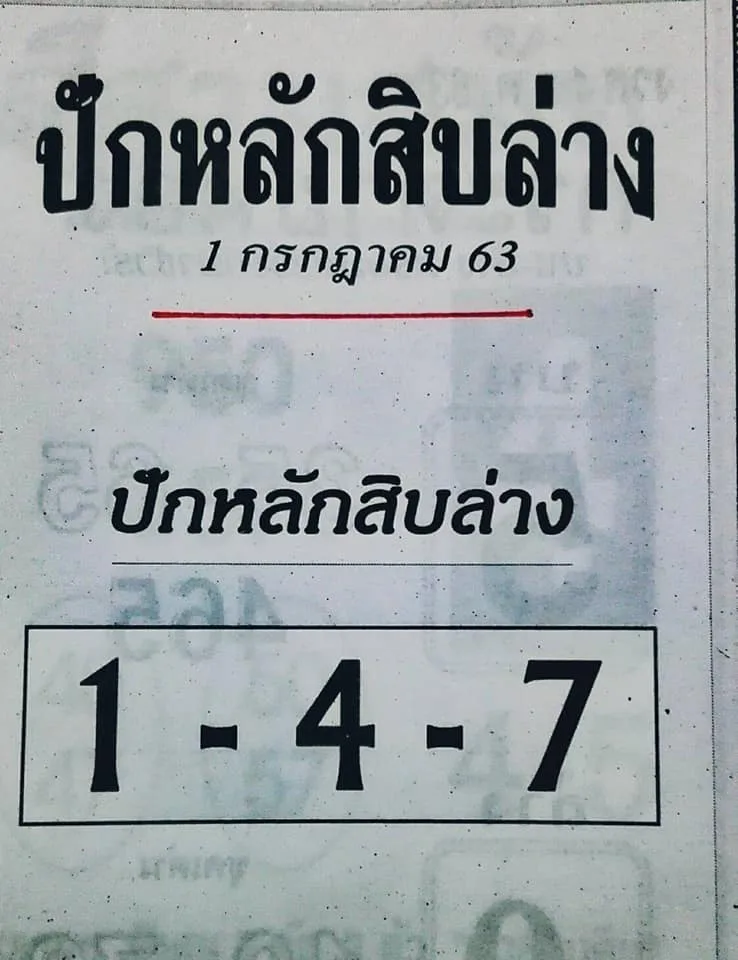 ปักหลักสิบล่าง
1 กรกฎาคม 63
ปักหลักสิบล่าง
1 - 4 - 7